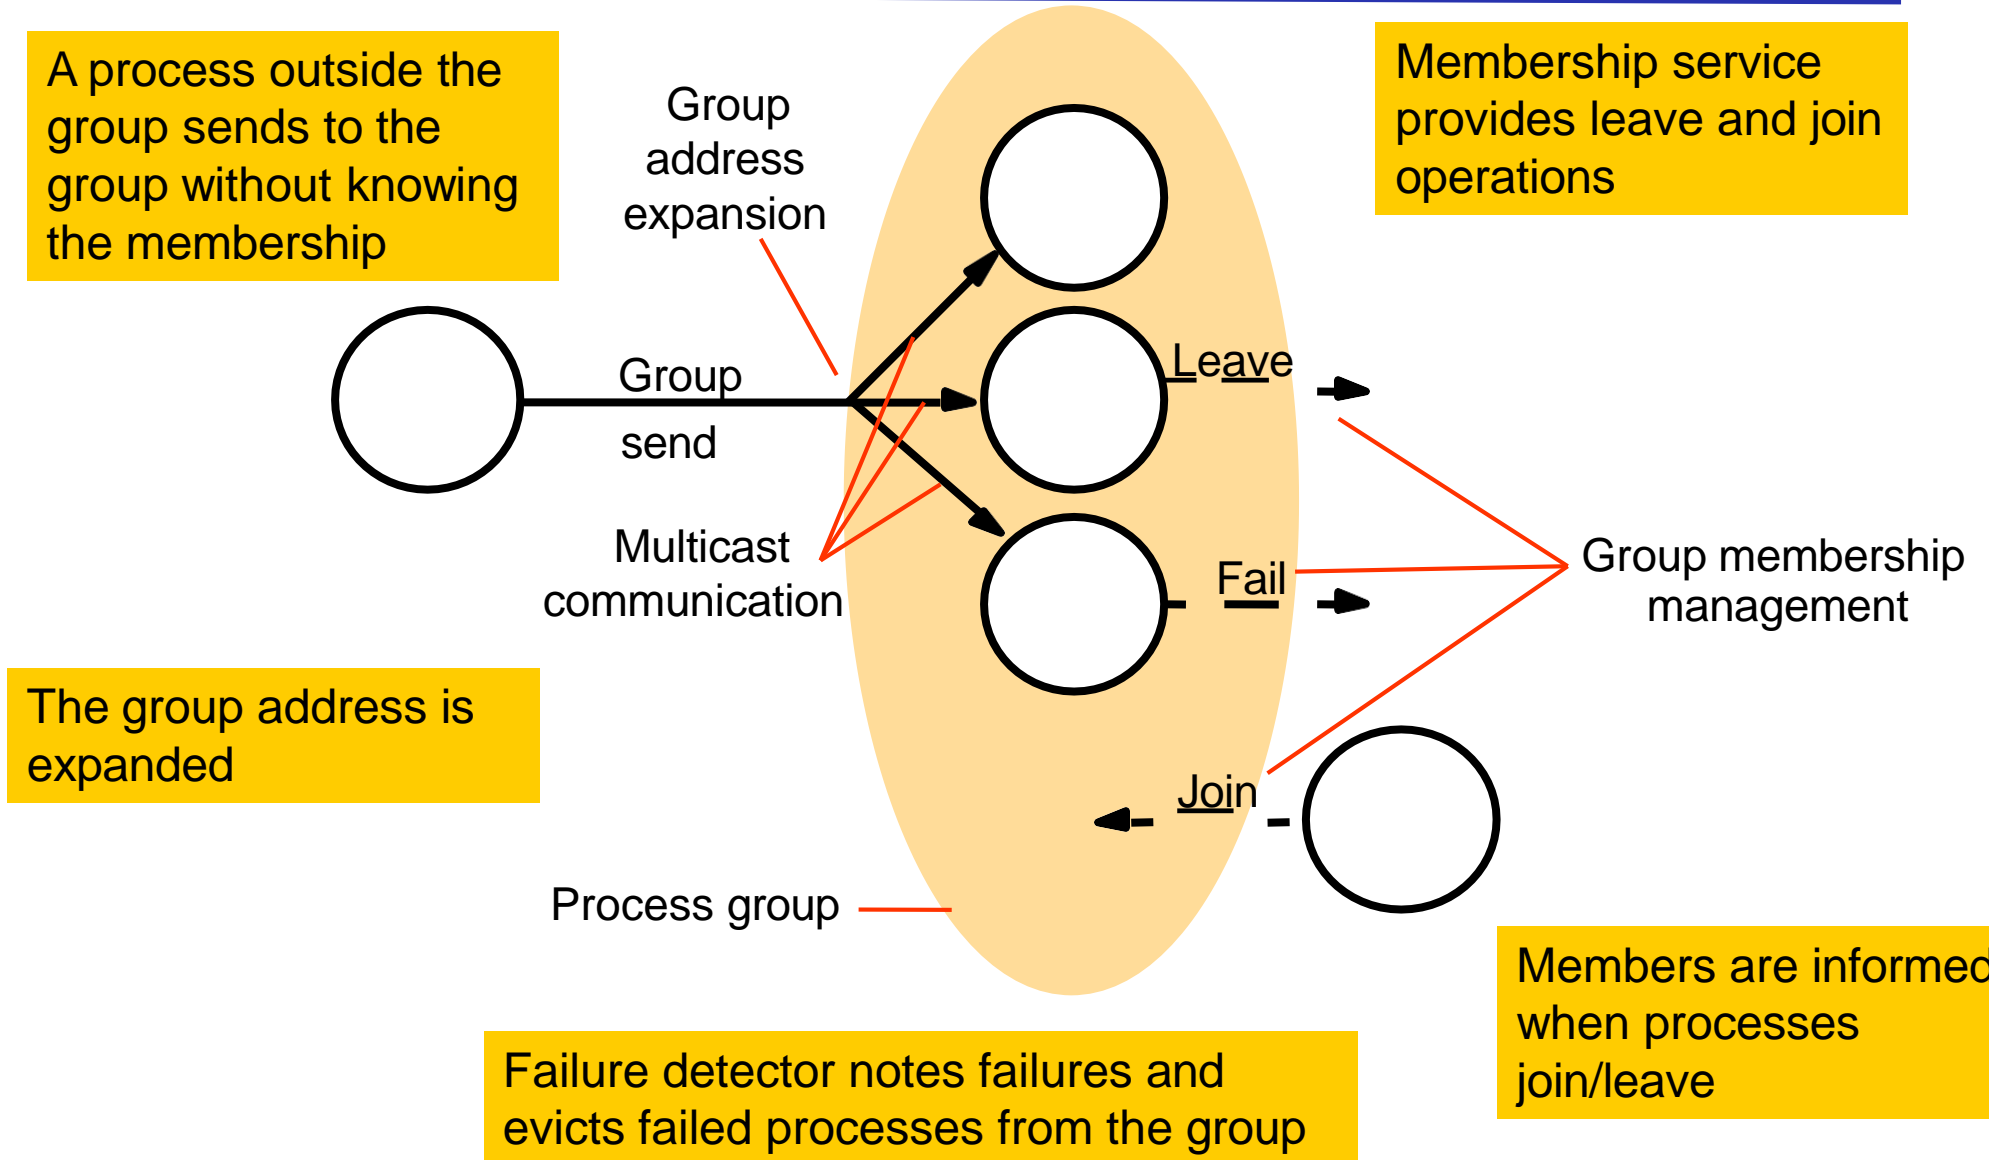 A process outside the
group sends to the
group without knowing
the membership
Group
address
expansion
Membership service
provides leave and join
operations
Leave
Group
send
Multicast
communication
Fail
Group membership
management
The group address is
expanded
Join
Process group
Members are informed
when processes
join/leave
Failure detector notes failures and
evicts failed processes from the group